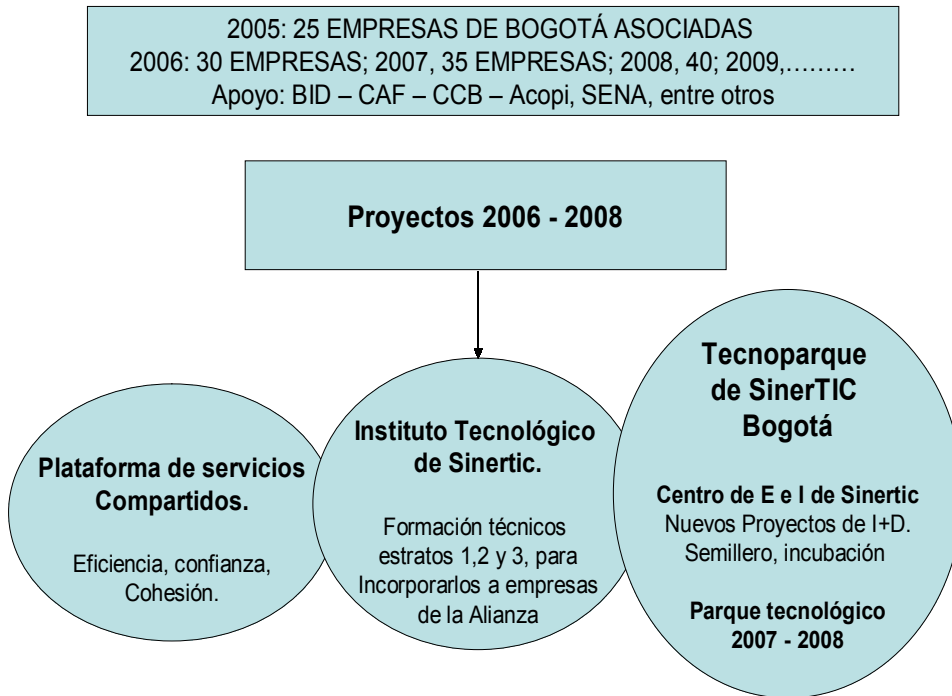 2005: 25 EMPRESAS DE BOGOTÁ ASOCIADAS
2006: 30 EMPRESAS; 2007, 35 EMPRESAS; 2008, 40; 2009,.........
Apoyo: BID – CAF – CCB – Acopi, SENA, entre otros
Proyectos 2006 - 2008
Plataforma de servicios
Compartidos.
Eficiencia, confianza,
Cohesión.
Instituto Tecnológico
de Sinertic.
Formación técnicos
estratos 1,2 y 3, para
Incorporarlos a empresas
de la Alianza
Tecnoparque
de SinerTIC
Bogotá
Centro de E e I de Sinertic
Nuevos Proyectos de I+D.
Semillero, incubación
Parque tecnológico
2007 - 2008